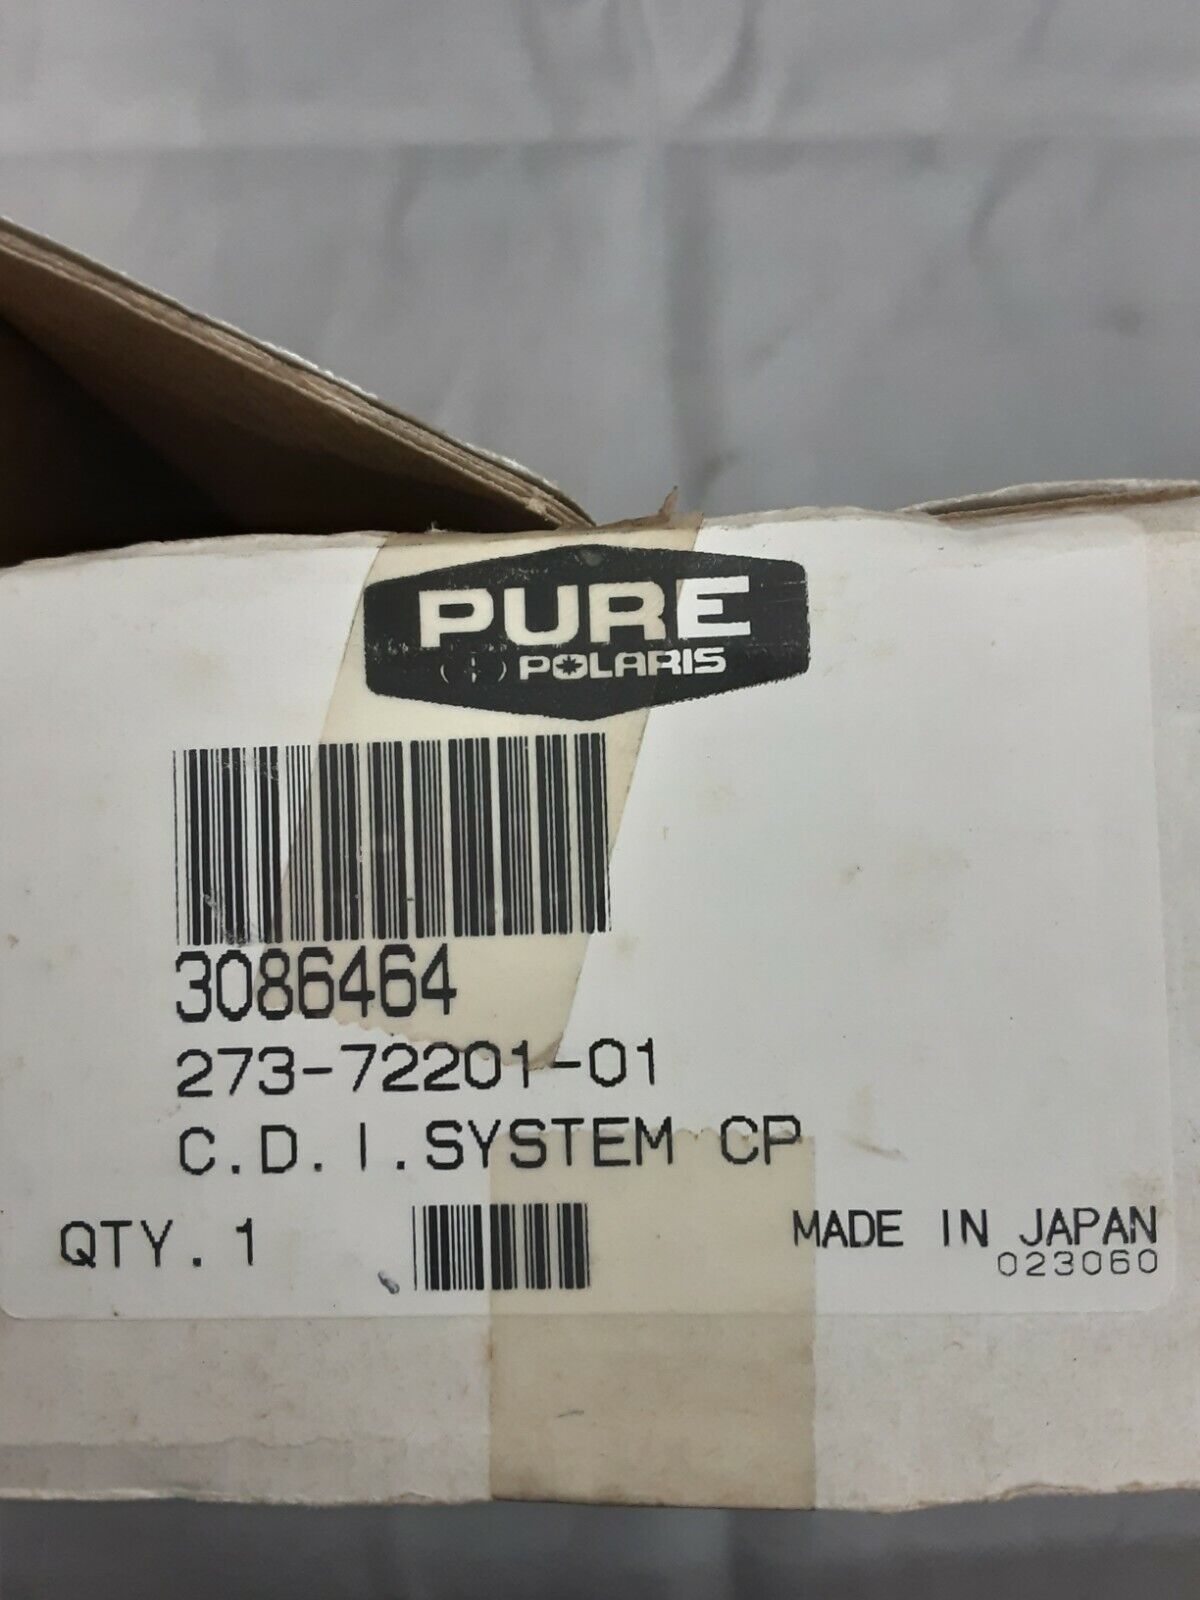 PURE
POLARIS
3086464
273-72201-01
C.D.I.SYSTEM CP
QTY.1
MADE IN JAPAN
023060